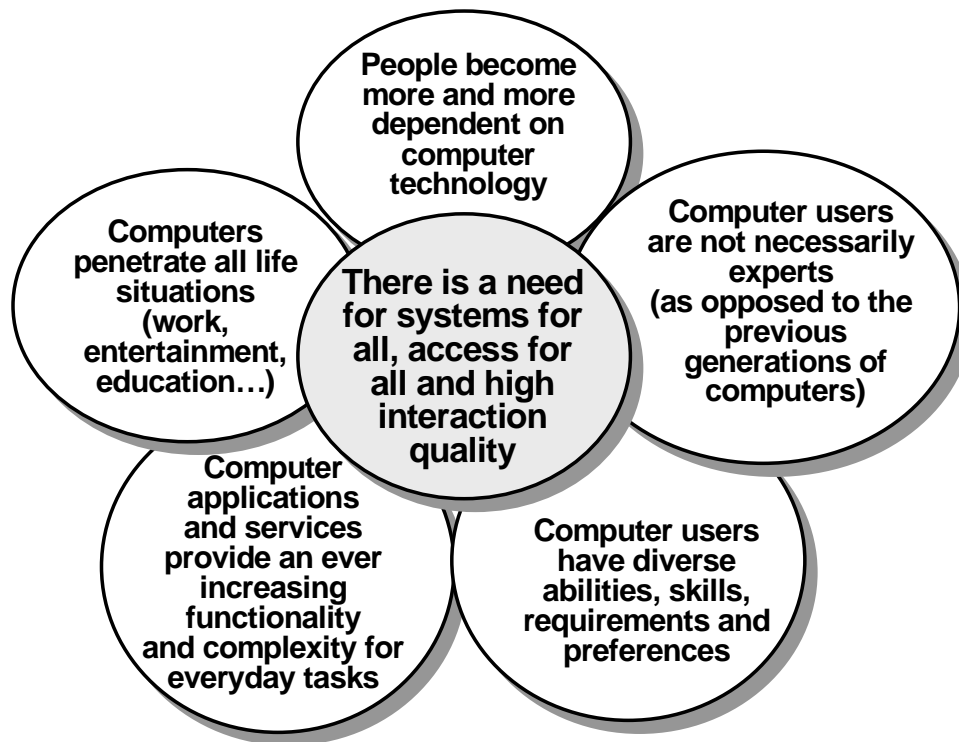 People become
more and more
dependent on
computer
technology
Computer users
are not necessarily
experts
(as opposed to the
previous
generations of
computers)
Computer users
have diverse
abilities, skills,
requirements and
preferences
Computer
applications
and services
provide an ever
increasing
functionality
and complexity for
everyday tasks
Computers
penetrate all life
situations
(work,
entertainment,
education…)
There is a need
for systems for
all, access for
all and high
interaction
quality